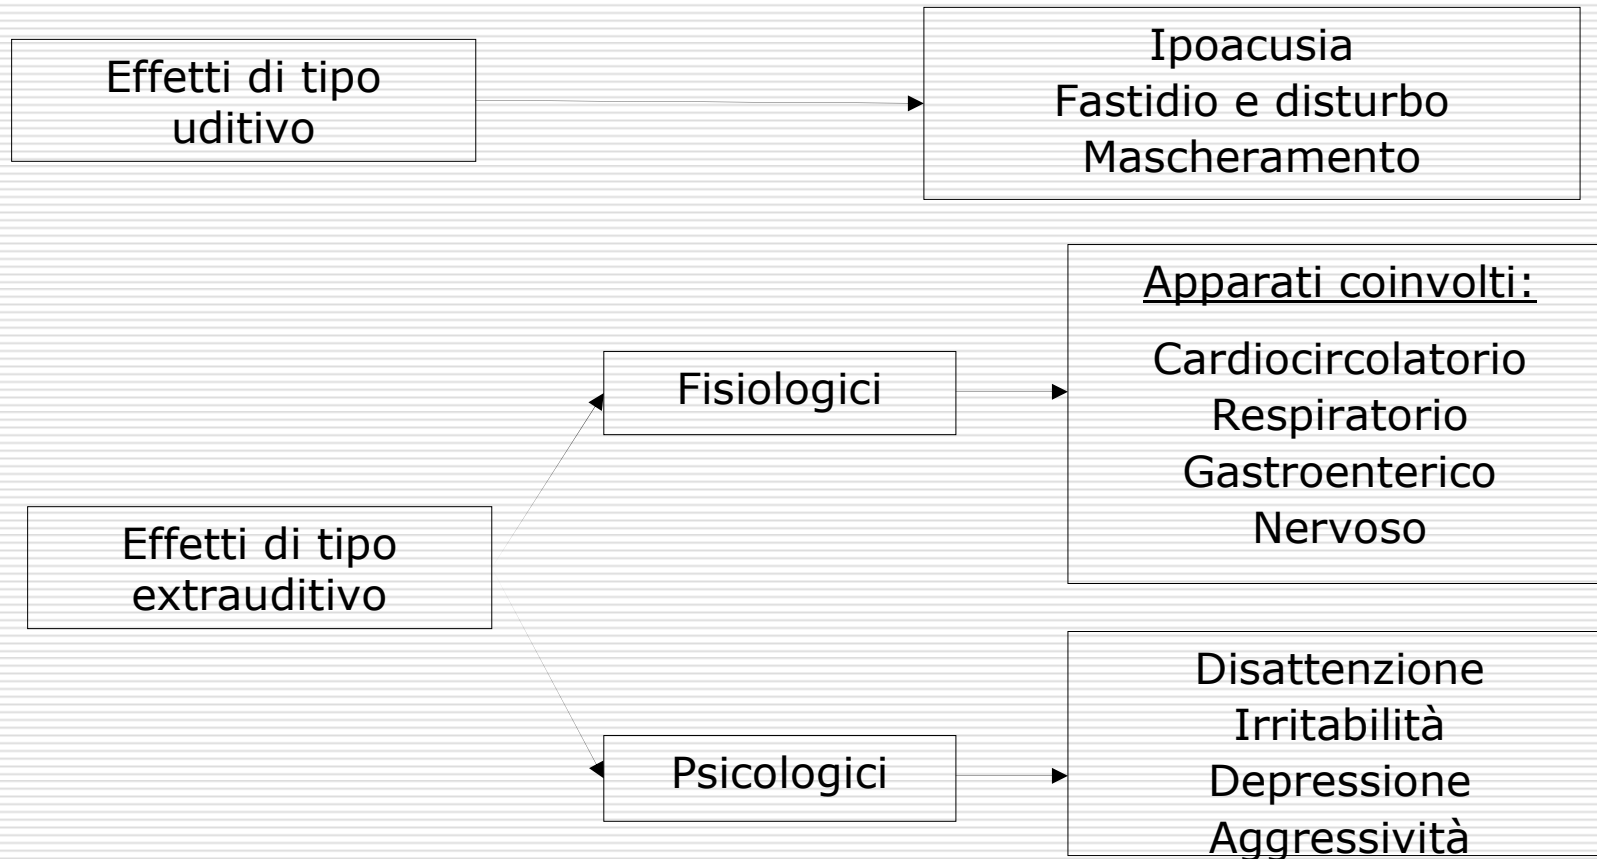 Effetti di tipo
uditivo
Ipoacusia
Fastidio e disturbo
Mascheramento
Effetti di tipo
extrauditivo
Fisiologici
Apparati coinvolti:
Cardiocircolatorio
Respiratorio
Gastroenterico
Nervoso
Psicologici
Disattenzione
Irritabilità
Depressione
Aggressività